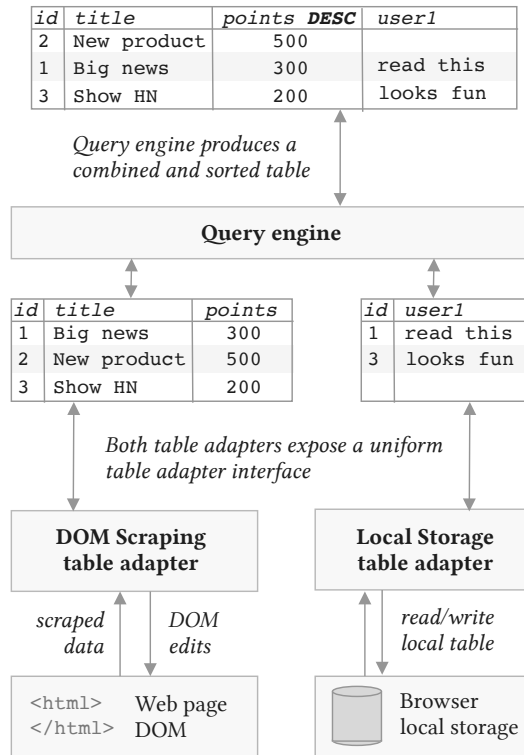 id title points DESC user1
2 New product 500
1 Big news 300 read this
3 Show HN 200 looks fun
Query engine produces a
combined and sorted table
Query engine
id title points
1 Big news 300
2 New product 500
3 Show HN 200
id user1
1 read this
3 looks fun
Both table adapters expose a uniform
table adapter interface
DOM Scraping
table adapter
Local Storage
table adapter
scraped
data
DOM
edits
read/write
local table
<html> Web page
</html> DOM
Browser
local storage